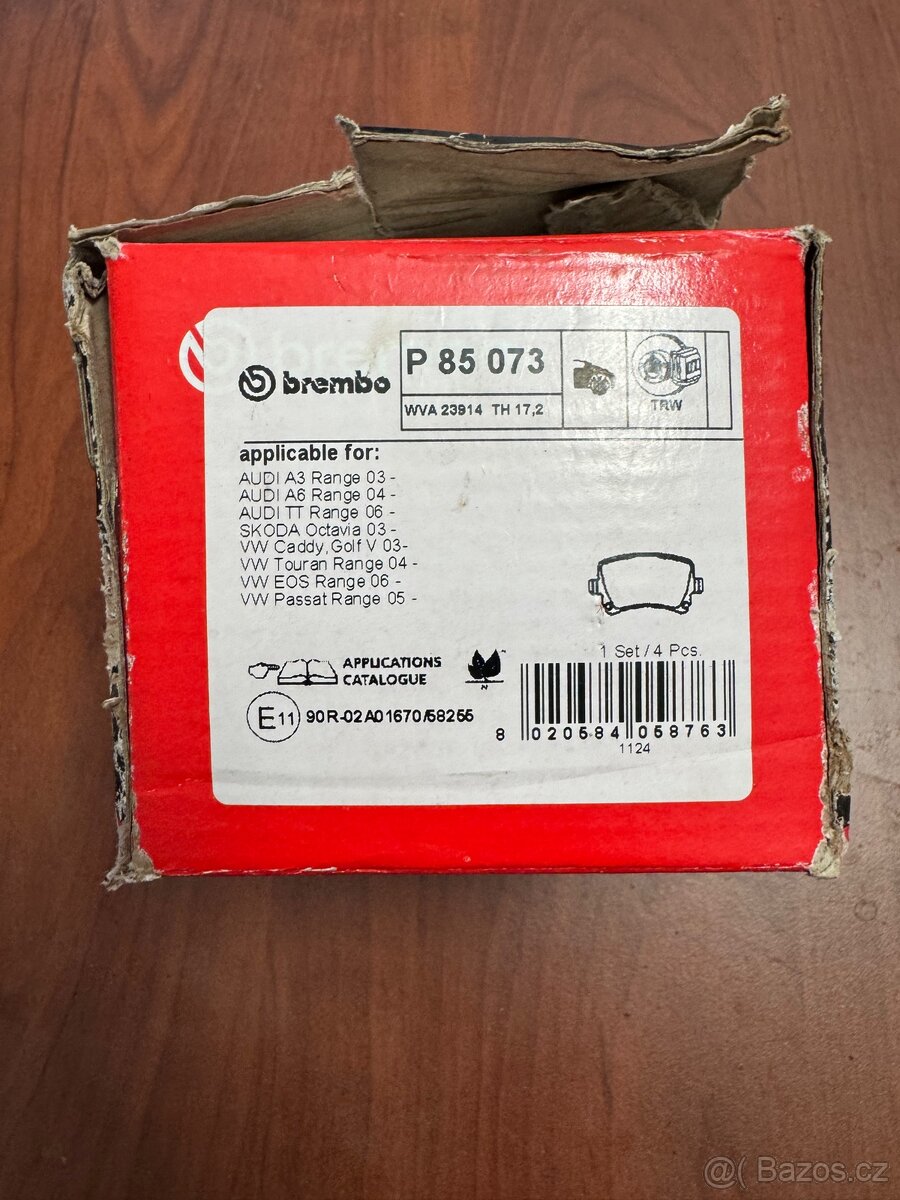 brembo
P 85 073
WVA 23914 TH 17,2
TRW
applicable for:
AUDI A3 Range 03 -
AUDI A6 Range 04 -
AUDI TT Range 06 -
SKODA Octavia 03 -
VW Caddy, Golf V 03-
VW Touran Range 04 -
VW EOS Range 06 -
VW Passat Range 05 -
1 Set / 4 Pcs.
APPLICATIONS
CATALOGUE
E11 90R-02A01670/58255
8 020584 058763
1124
@( Bazos.cz